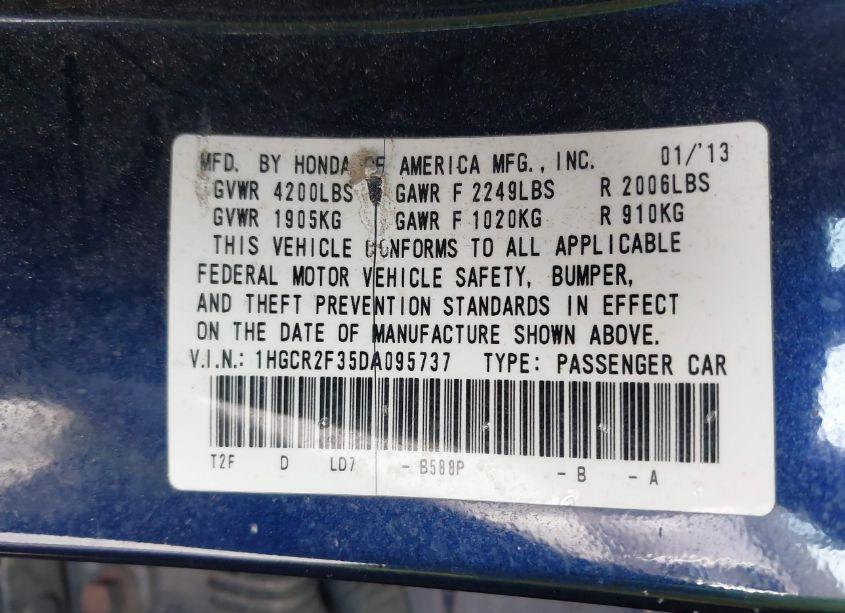 MFD. BY HONDA OF AMERICA MFG., INC. 01/'13
GVWR 4200LBS GAWR F 2249LBS R 2006LBS
GVWR 1905KG GAWR F 1020KG R 910KG
THIS VEHICLE CONFORMS TO ALL APPLICABLE
FEDERAL MOTOR VEHICLE SAFETY, BUMPER,
AND THEFT PREVENTION STANDARDS IN EFFECT
ON THE DATE OF MANUFACTURE SHOWN ABOVE.
V.I.N.: 1HGCR2F35DA095737 TYPE: PASSENGER CAR
T2F D LD7 - B588P - B - A